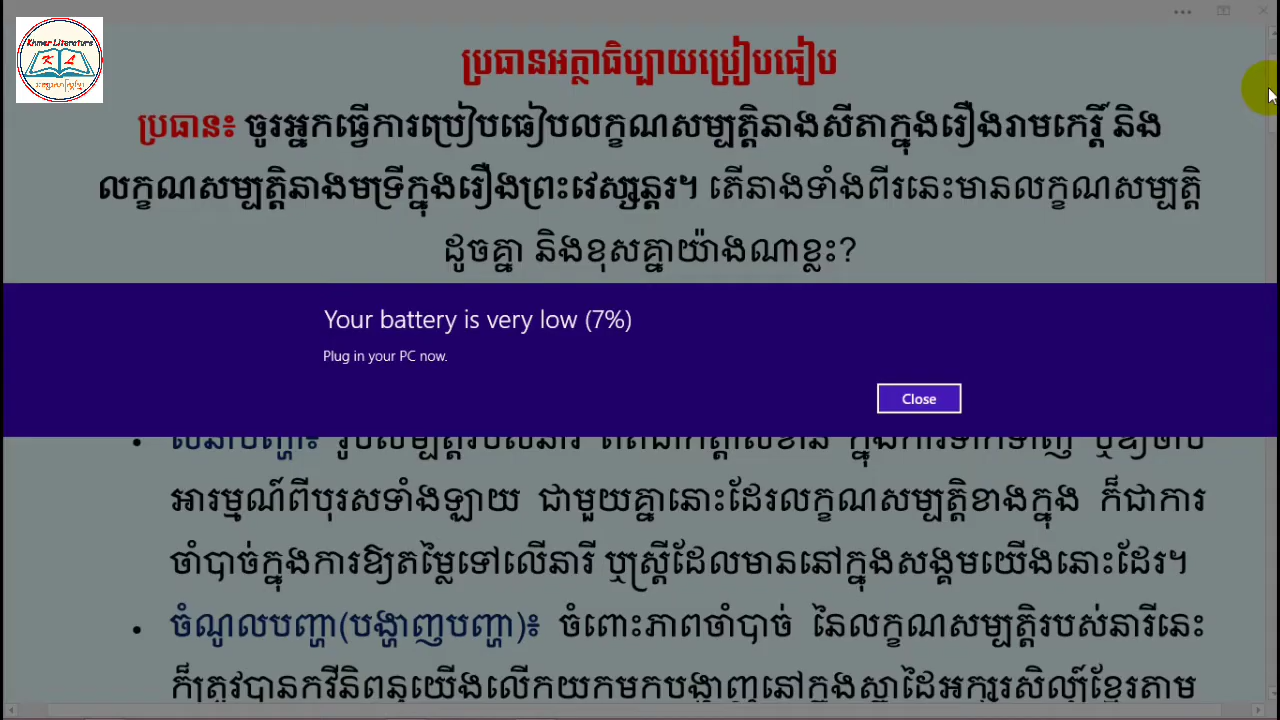 Khmer Literature
K L
ប្រធានអត្ថាធិប្បាយប្រៀបធៀប
ប្រធាន៖ ចូរអ្នកធ្វើការប្រៀបធៀបលក្ខណសម្បត្តិនាងសីតាក្នុងរឿងរាមកេរ្តិ៍ និង
លក្ខណសម្បត្តិនាងមទ្រីក្នុងរឿងព្រះវេស្សន្តរ។ តើនាងទាំងពីរនេះមានលក្ខណសម្បត្តិ
ដូចគ្នា និងខុសគ្នាយ៉ាងណាខ្លះ?
Your battery is very low (7%)
Plug in your PC now.
Close
អារម្មណ៍ពីបុរសទាំងឡាយ ជាមួយគ្នានោះដែរលក្ខណសម្បត្តិខាងក្នុង ក៏ជាការ
ចាំបាច់ក្នុងការឱ្យតម្លៃទៅលើនារី ឬស្ត្រីដែលមាននៅក្នុងសង្គមយើងនោះដែរ។
• ចំណូលបញ្ហា(បង្ហាញបញ្ហា)៖ ចំពោះភាពចាំបាច់ នៃលក្ខណសម្បត្តិរបស់នារីនេះ
ក៏ត្រូវបានកវីនិពន្ធយើងលើកយកមកបង្ហាញនៅក្នុងស្នាដៃអក្សរសិល្ប៍ខ្មែរតាម